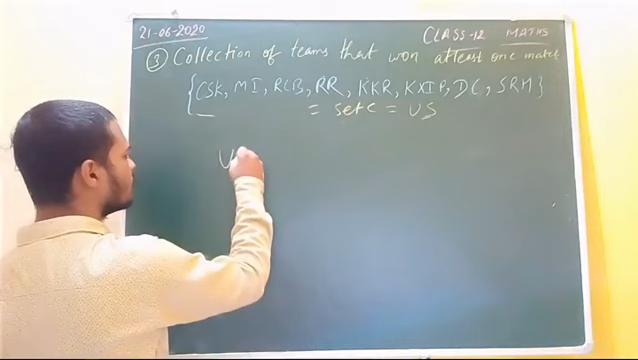 21-06-2020 CLASS-12 MATHS
③ Collection of teams that won atleast one match
{CSK, MI, RCB, RR, KKR, KXIP, DC, SRH}
= Set C = US
U